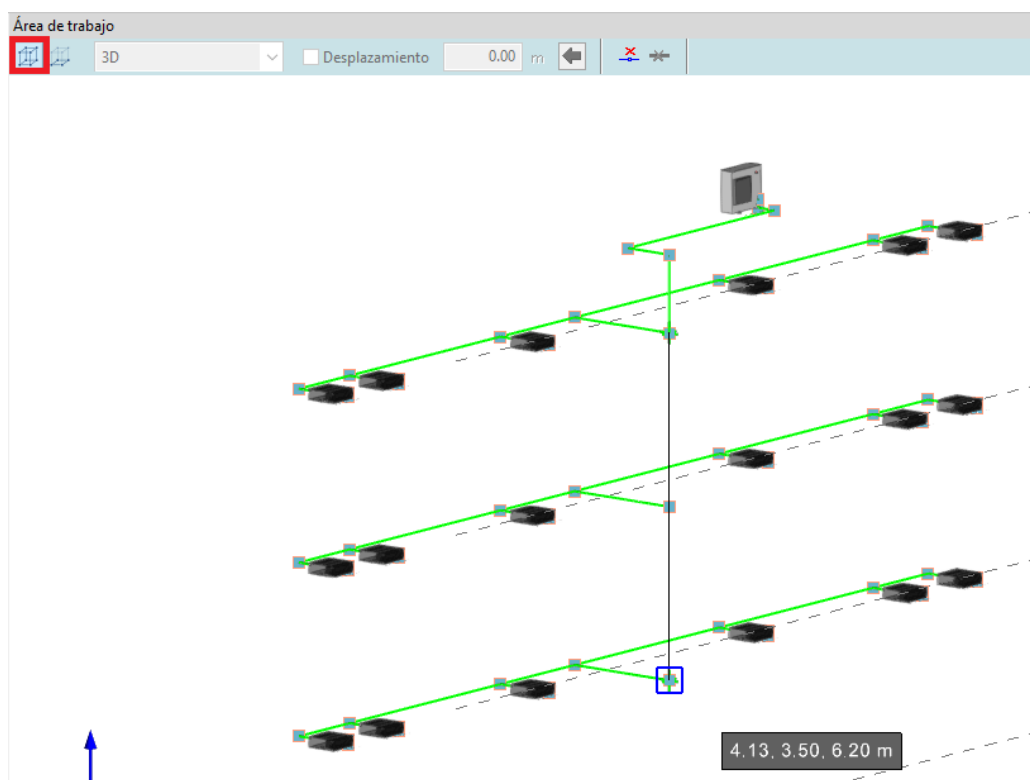 Área de trabajo
3D Desplazamiento 0.00 m
4.13, 3.50, 6.20 m